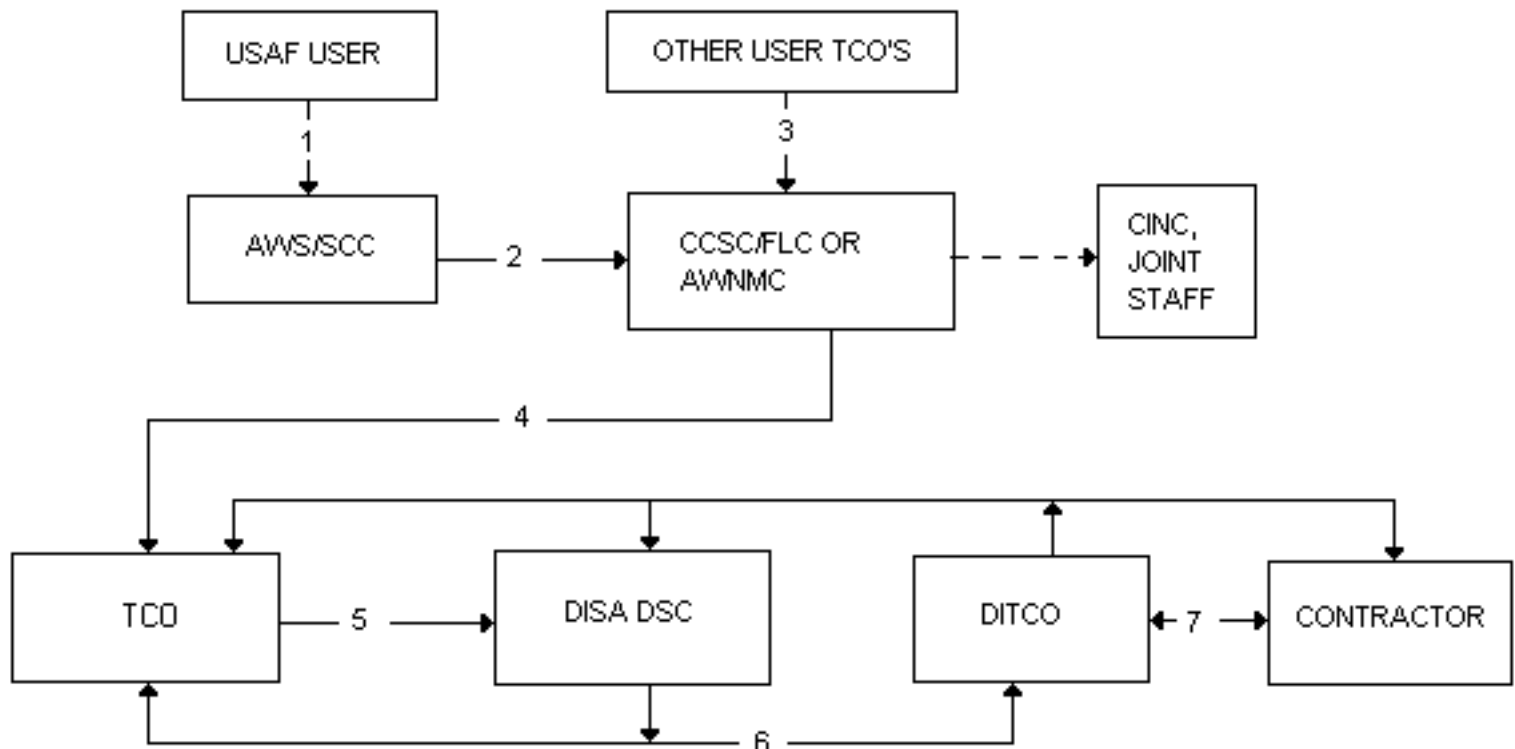 USAF USER
OTHER USER TCO'S
1
3
AWS/SCC
2
CCSC/FLC OR
AWNMC
CINC,
JOINT
STAFF
4
TCO
5
DISA DSC
DITCO
7
CONTRACTOR
6